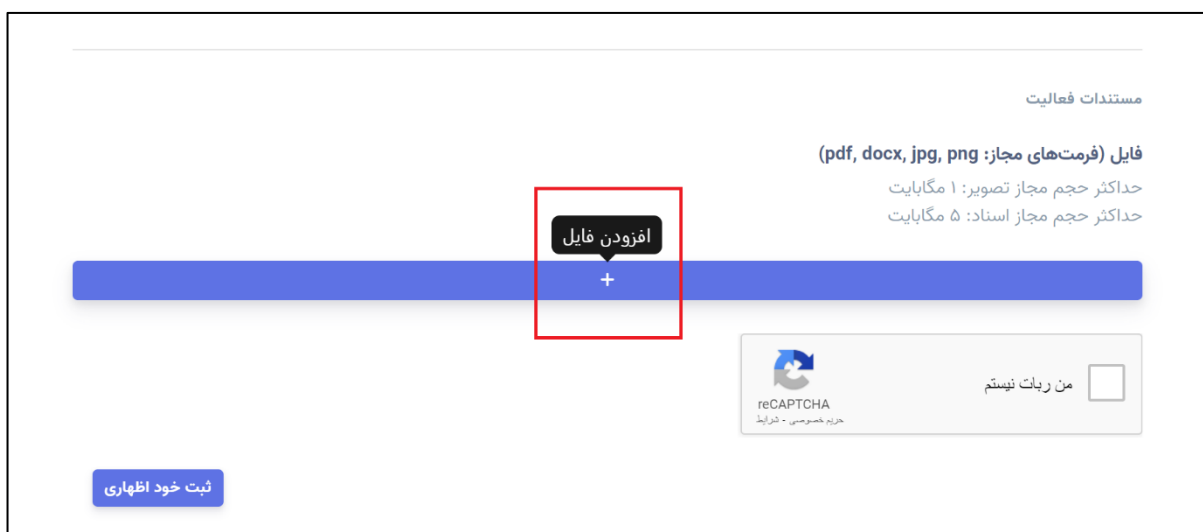 مستندات فعالیت
فایل (فرمت‌های مجاز: pdf, docx, jpg, png)
حداکثر حجم مجاز تصویر: ۱ مگابایت
حداکثر حجم مجاز اسناد: ۵ مگابایت
افزودن فایل
+
من ربات نیستم
reCAPTCHA
حریم خصوصی - شرایط
ثبت خود اظهاری